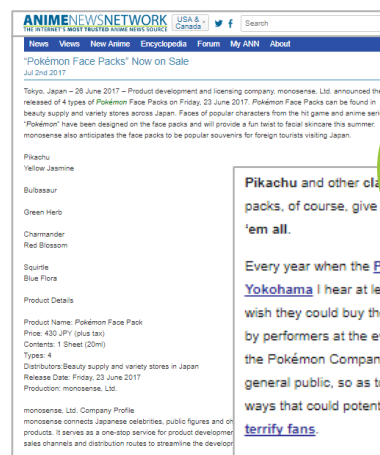 ANIMENEWSNETWORK
THE INTERNET'S MOST TRUSTED ANIME NEWS SOURCE
USA & Canada
Search
News Views New Anime Encyclopedia Forum My ANN About
“Pokémon Face Packs” Now on Sale
Jul 2nd 2017
Tokyo, Japan – 26 June 2017 – Product development and licensing company, monosense, Ltd. announced the
released of 4 types of Pokémon Face Packs on Friday, 23 June 2017. Pokémon Face Packs can be found in
beauty supply and variety stores across Japan. Faces of popular characters from the hit game and anime
"Pokémon" have been designed on the face packs and will provide a fun twist to facial skincare this summer.
monosense also anticipates the face packs to be popular souvenirs for foreign tourists visiting Japan.
Pikachu
Yellow Jasmine
Bulbasaur
Green Herb
Charmander
Red Blossom
Squirtle
Blue Flora
Product Details
Product Name: Pokémon Face Pack
Price: 430 JPY (plus tax)
Contents: 1 Sheet (20ml)
Types: 4
Distributors:Beauty supply and variety stores in Japan
Release Date: Friday, 23 June 2017
Production: monosense, Ltd.
monosense, Ltd. Company Profile
monosense connects Japanese celebrities, public figures and
products. It serves as a one-stop service for product
sales channels and distribution routes to streamline the
Pikachu and other
packs, of course, give
'em all.
Every year when the
Yokohama I hear at
wish they could buy
by performers at the
the Pokémon
general public, so as
ways that could
terrify fans.